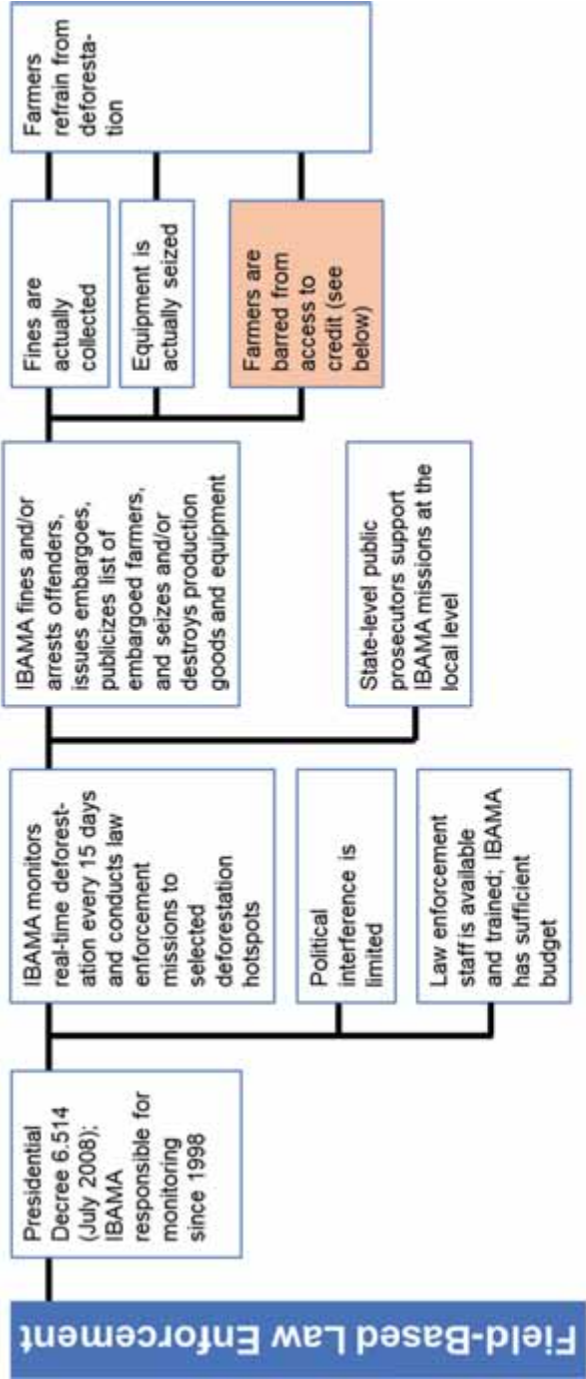 Field-Based Law Enforcement
Presidential
Decree 6.514
(July 2008);
IBAMA
responsible for
monitoring
since 1998
IBAMA monitors
real-time deforest-
ation every 15 days
and conducts law
enforcement
missions to
selected
deforestation
hotspots
Political
interference is
limited
Law enforcement
staff is available
and trained; IBAMA
has sufficient
budget
IBAMA fines and/or
arrests offenders,
issues embargoes,
publicizes list of
embargoed farmers,
and seizes and/or
destroys production
goods and equipment
State-level public
prosecutors support
IBAMA missions at the
local level
Fines are
actually
collected
Equipment is
actually seized
Farmers are
barred from
access to
credit (see
below)
Farmers
refrain from
deforesta-
tion